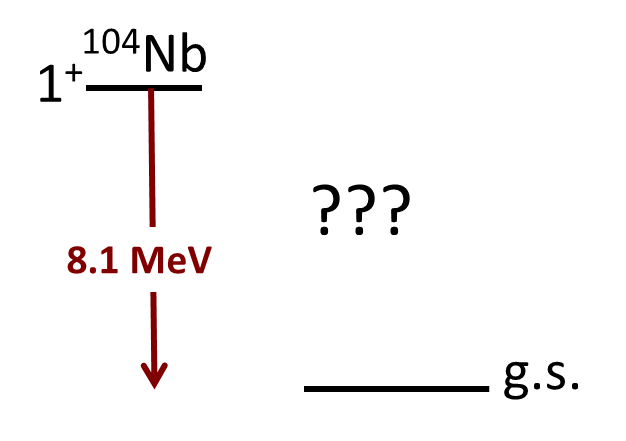 1⁺ ¹⁰⁴Nb
???
8.1 MeV
g.s.